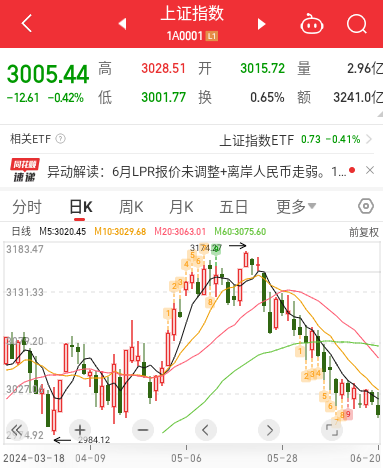 上证指数
1A0001 L1
3005.44 高 3028.51 开 3015.72 量 2.96亿
-12.61 -0.42% 低 3001.77 换 0.65% 额 3241.0亿
相关ETF ? 上证指数ETF 0.73 -0.41%
同花顺 速递 异动解读：6月LPR报价未调整+离岸人民币走弱。1...
分时 日K 周K 月K 五日 更多
日线 M5:3020.45 M10:3029.68 M20:3063.01 M60:3075.60 前复权
3183.47
3174.27
3131.33
3027.06
2974.92
2984.12
2024-03-18 04-09 05-06 05-28 06-20